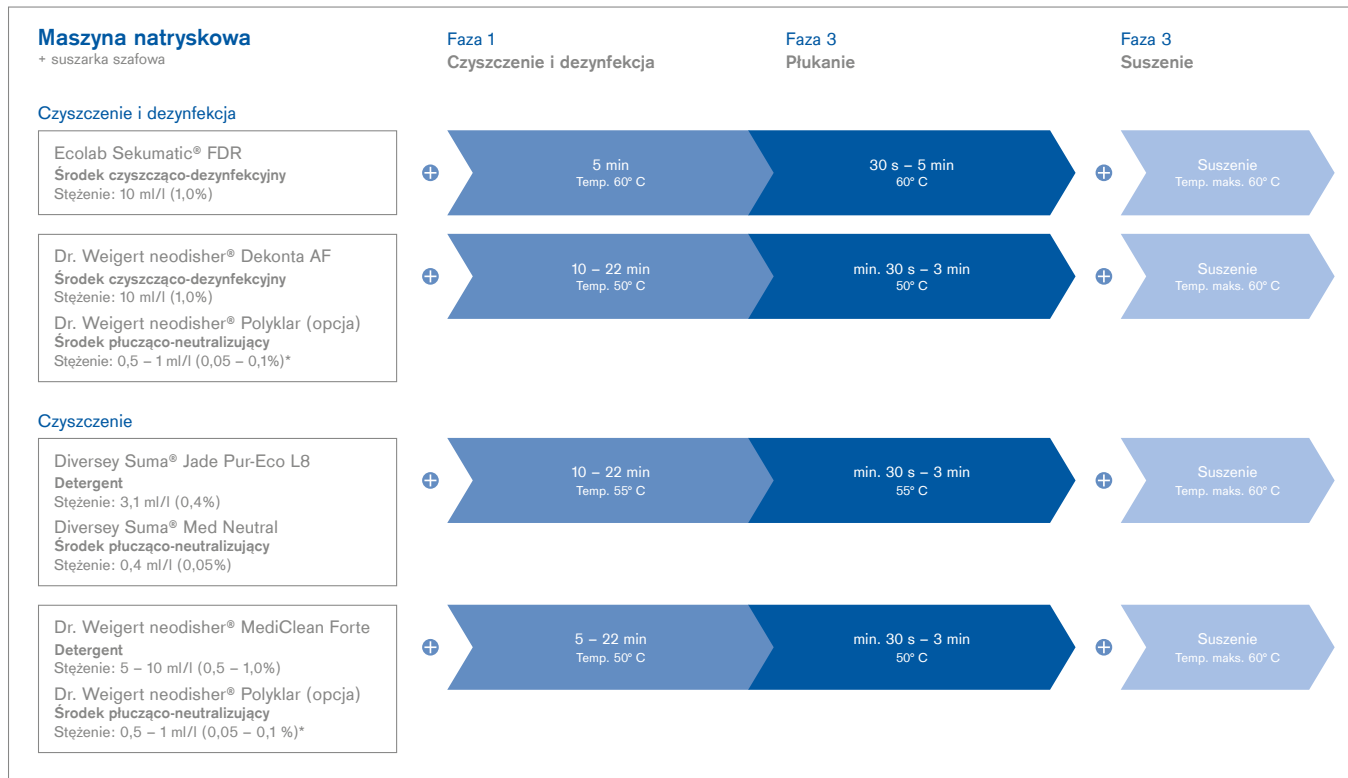 Maszyna natryskowa
+ suszarka szafowa
Faza 1
Czyszczenie i dezynfekcja
Faza 3
Płukanie
Faza 3
Suszenie
Czyszczenie i dezynfekcja
Ecolab Sekumatic® FDR
Środek czyszcząco-dezynfekcyjny
Stężenie: 10 ml/l (1,0%)
5 min
Temp. 60° C
30 s – 5 min
60° C
Suszenie
Temp. maks. 60° C
Dr. Weigert neodisher® Dekonta AF
Środek czyszcząco-dezynfekcyjny
Stężenie: 10 ml/l (1,0%)
Dr. Weigert neodisher® Polyklar (opcja)
Środek płucząco-neutralizujący
Stężenie: 0,5 – 1 ml/l (0,05 – 0,1%)*
10 – 22 min
Temp. 50° C
min. 30 s – 3 min
50° C
Suszenie
Temp. maks. 60° C
Czyszczenie
Diversey Suma® Jade Pur-Eco L8
Detergent
Stężenie: 3,1 ml/l (0,4%)
Diversey Suma® Med Neutral
Środek płucząco-neutralizujący
Stężenie: 0,4 ml/l (0,05%)
10 – 22 min
Temp. 55° C
min. 30 s – 3 min
55° C
Suszenie
Temp. maks. 60° C
Dr. Weigert neodisher® MediClean Forte
Detergent
Stężenie: 5 – 10 ml/l (0,5 – 1,0%)
Dr. Weigert neodisher® Polyklar (opcja)
Środek płucząco-neutralizujący
Stężenie: 0,5 – 1 ml/l (0,05 – 0,1 %)*
5 – 22 min
Temp. 50° C
min. 30 s – 3 min
50° C
Suszenie
Temp. maks. 60° C